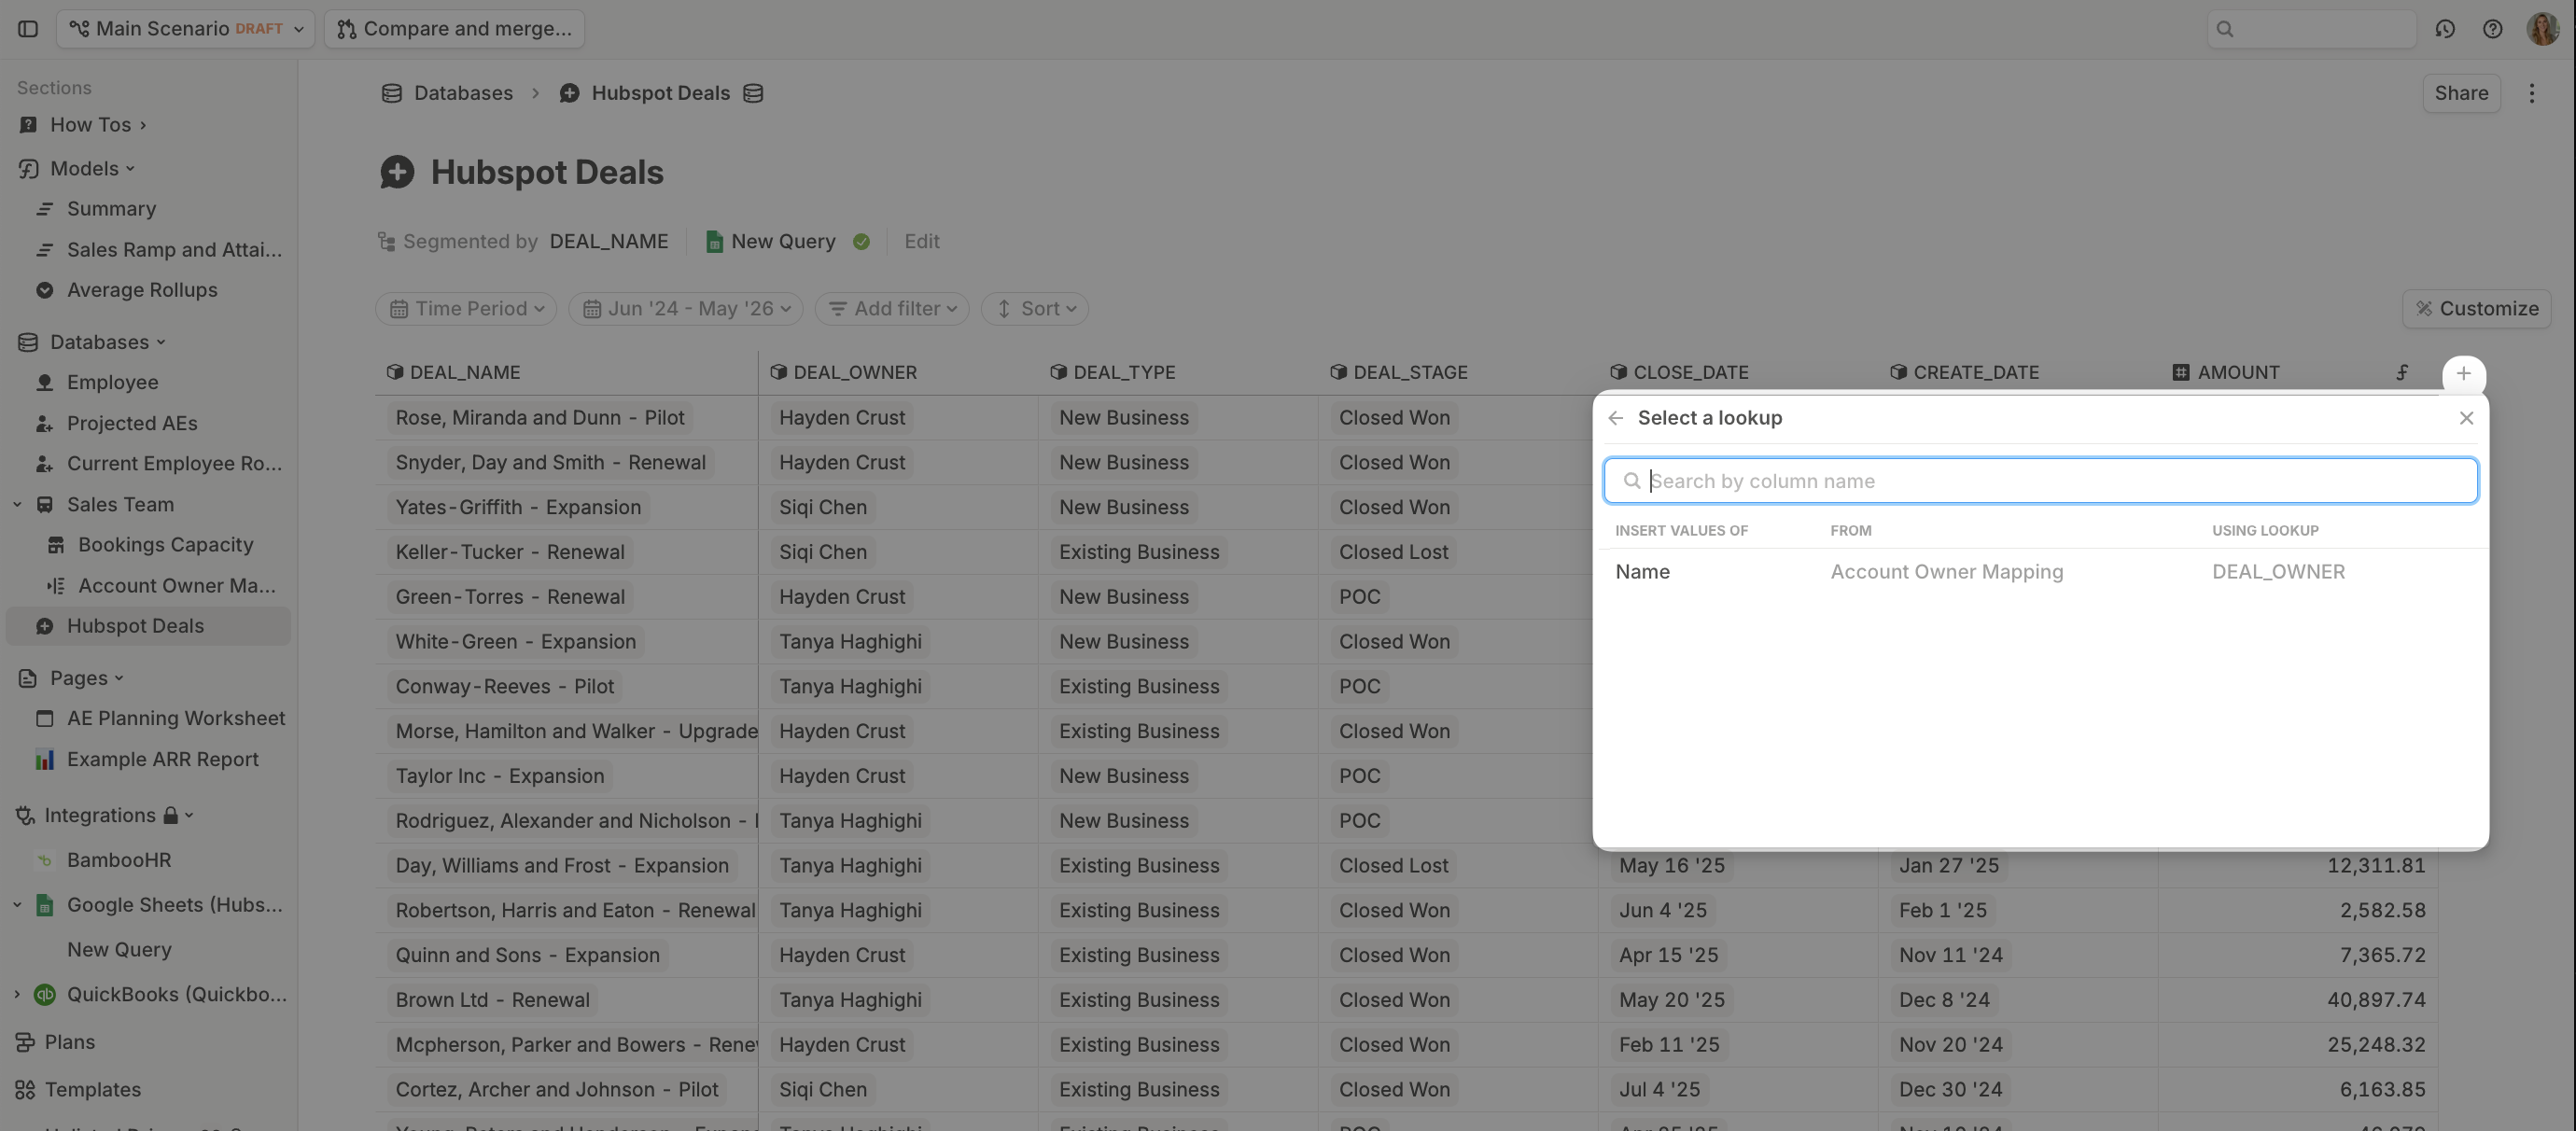 Main Scenario DRAFT
Compare and merge...
Sections
How Tos
Models
Summary
Sales Ramp and Attai...
Average Rollups
Databases
Employee
Projected AEs
Current Employee Ro...
Sales Team
Bookings Capacity
Account Owner Ma...
Hubspot Deals
Pages
AE Planning Worksheet
Example ARR Report
Integrations
BambooHR
Google Sheets (Hubs...
New Query
QuickBooks (Quickbo...
Plans
Templates
Databases > Hubspot Deals
Share
Hubspot Deals
Segmented by DEAL_NAME New Query Edit
Time Period Jun '24 - May '26 Add filter Sort Customize
DEAL_NAME DEAL_OWNER DEAL_TYPE DEAL_STAGE CLOSE_DATE CREATE_DATE AMOUNT
Rose, Miranda and Dunn - Pilot Hayden Crust New Business Closed Won
Snyder, Day and Smith - Renewal Hayden Crust New Business Closed Won
Yates-Griffith - Expansion Siqi Chen New Business Closed Won
Keller-Tucker - Renewal Siqi Chen Existing Business Closed Lost
Green-Torres - Renewal Hayden Crust New Business POC
White-Green - Expansion Tanya Haghighi New Business Closed Won
Conway-Reeves - Pilot Tanya Haghighi Existing Business POC
Morse, Hamilton and Walker - Upgrade Hayden Crust Existing Business Closed Won
Taylor Inc - Expansion Hayden Crust New Business POC
Rodriguez, Alexander and Nicholson - Tanya Haghighi New Business POC
Day, Williams and Frost - Expansion Tanya Haghighi Existing Business Closed Lost May 16 '25 Jan 27 '25 12,311.81
Robertson, Harris and Eaton - Renewal Tanya Haghighi Existing Business Closed Won Jun 4 '25 Feb 1 '25 2,582.58
Quinn and Sons - Expansion Hayden Crust Existing Business Closed Won Apr 15 '25 Nov 11 '24 7,365.72
Brown Ltd - Renewal Tanya Haghighi Existing Business Closed Won May 20 '25 Dec 8 '24 40,897.74
Mcpherson, Parker and Bowers - Rene Hayden Crust Existing Business Closed Won Feb 11 '25 Nov 20 '24 25,248.32
Cortez, Archer and Johnson - Pilot Siqi Chen Existing Business Closed Won Jul 4 '25 Dec 30 '24 6,163.85
Select a lookup
Search by column name
INSERT VALUES OF FROM USING LOOKUP
Name Account Owner Mapping DEAL_OWNER